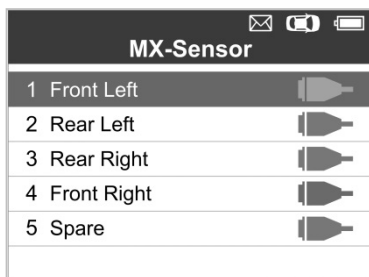 MX-Sensor
1 Front Left
2 Rear Left
3 Rear Right
4 Front Right
5 Spare